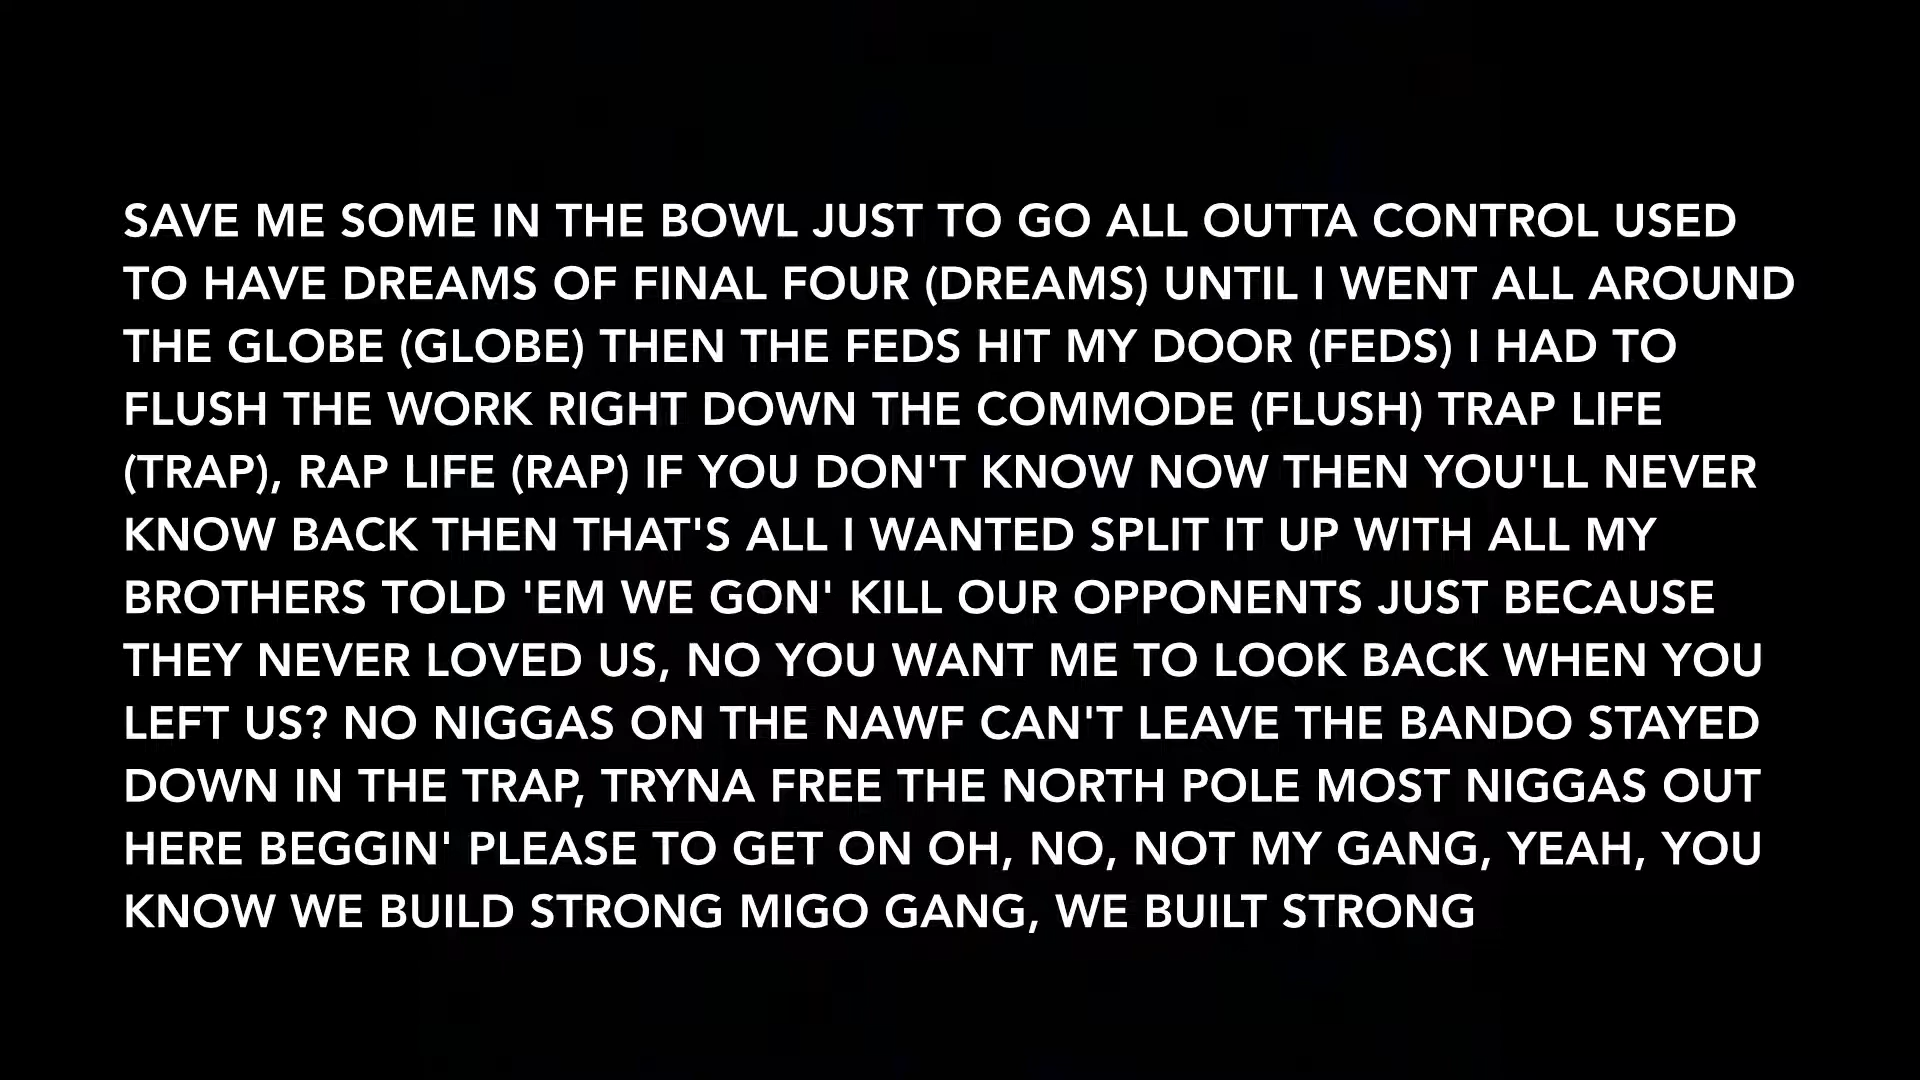 SAVE ME SOME IN THE BOWL JUST TO GO ALL OUTTA CONTROL USED
TO HAVE DREAMS OF FINAL FOUR (DREAMS) UNTIL I WENT ALL AROUND
THE GLOBE (GLOBE) THEN THE FEDS HIT MY DOOR (FEDS) I HAD TO
FLUSH THE WORK RIGHT DOWN THE COMMODE (FLUSH) TRAP LIFE
(TRAP), RAP LIFE (RAP) IF YOU DON'T KNOW NOW THEN YOU'LL NEVER
KNOW BACK THEN THAT'S ALL I WANTED SPLIT IT UP WITH ALL MY
BROTHERS TOLD 'EM WE GON' KILL OUR OPPONENTS JUST BECAUSE
THEY NEVER LOVED US, NO YOU WANT ME TO LOOK BACK WHEN YOU
LEFT US? NO NIGGAS ON THE NAWF CAN'T LEAVE THE BANDO STAYED
DOWN IN THE TRAP, TRYNA FREE THE NORTH POLE MOST NIGGAS OUT
HERE BEGGIN' PLEASE TO GET ON OH, NO, NOT MY GANG, YEAH, YOU
KNOW WE BUILD STRONG MIGO GANG, WE BUILT STRONG